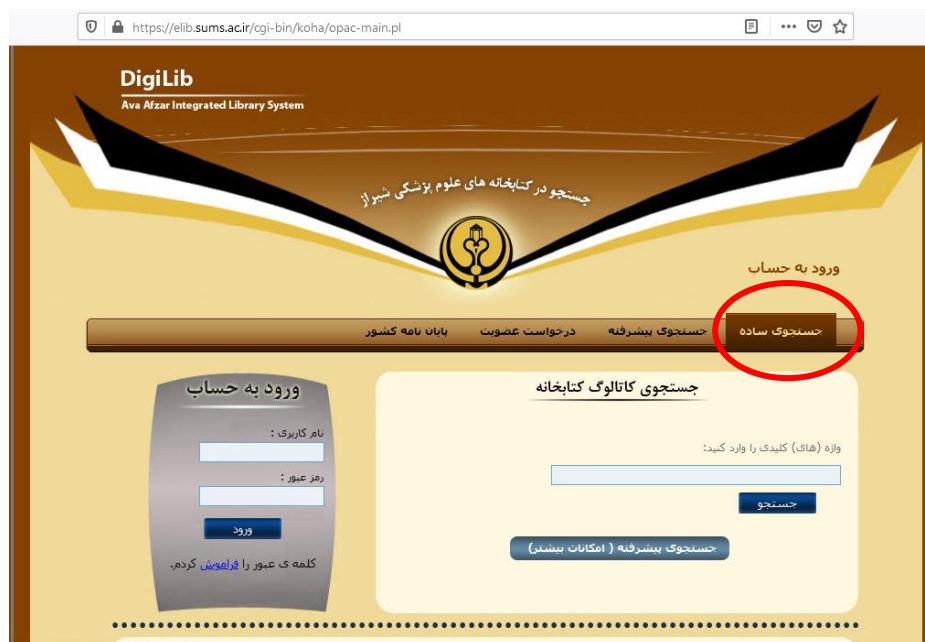 https://elib.sums.ac.ir/cgi-bin/koha/opac-main.pl
DigiLib
Ava Afzar Integrated Library System
جستجو در کتابخانه های علوم پزشکی شیراز
ورود به حساب
جستجوی ساده جستجوی پیشرفته درخواست عضویت پایان نامه کشور
جستجوی کاتالوگ کتابخانه
واژه (های) کلیدی را وارد کنید:
جستجو
جستجوی پیشرفته ( امکانات بیشتر)
ورود به حساب
نام کاربری :
رمز عبور :
ورود
کلمه ی عبور را فراموش کردم.